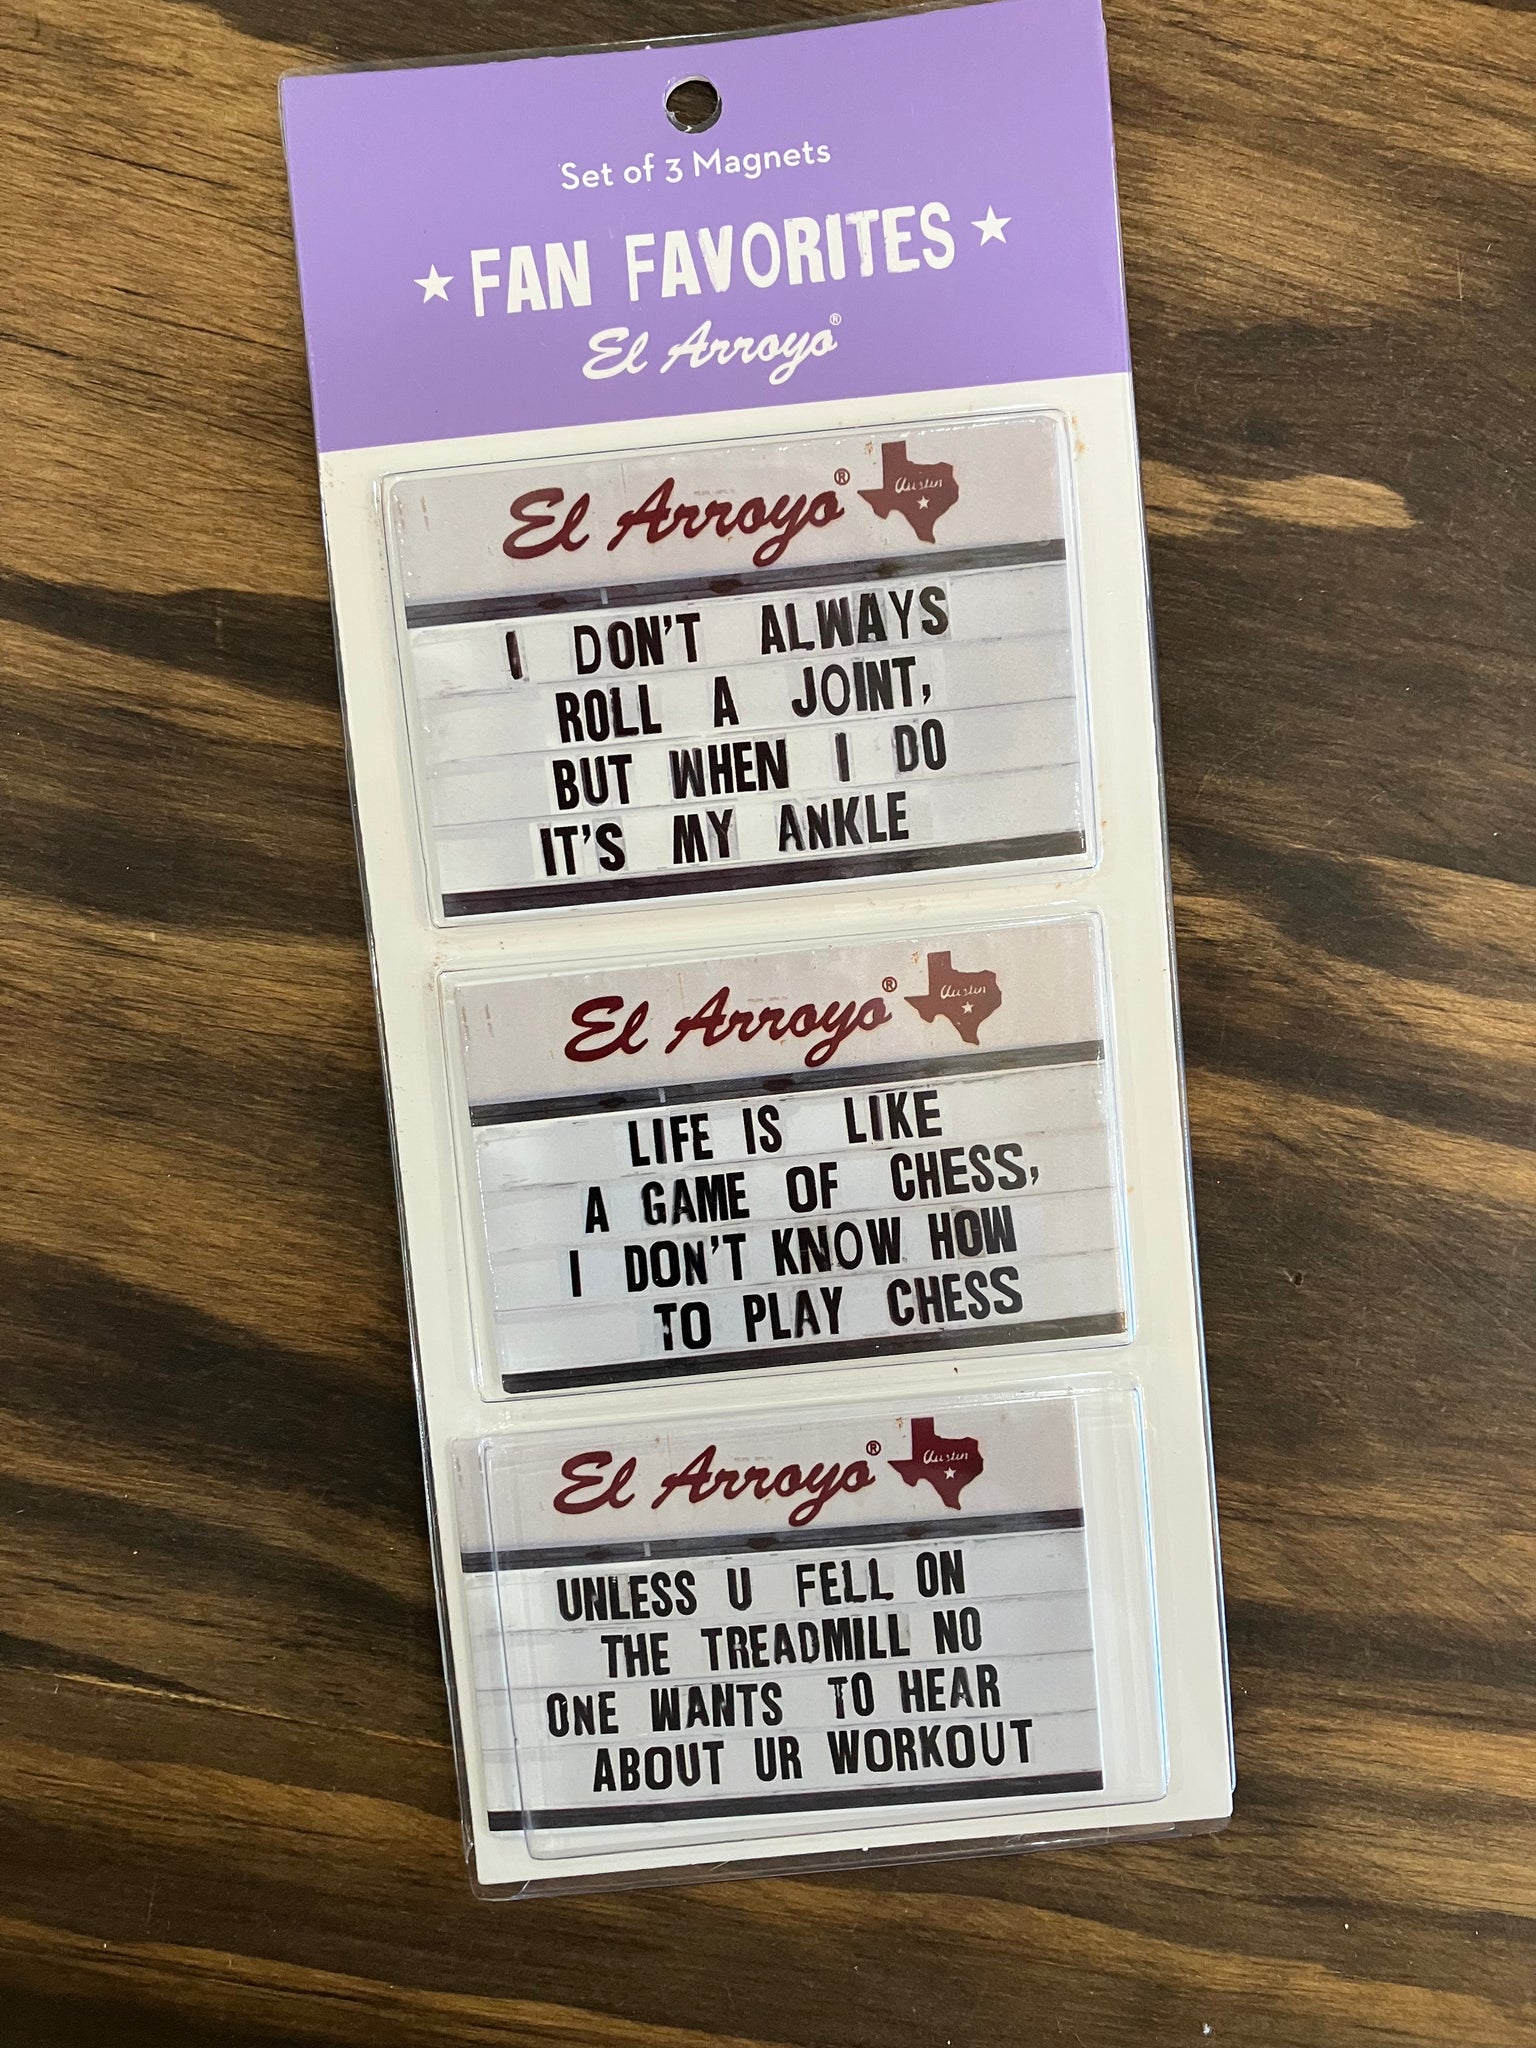 Set of 3 Magnets
★ FAN FAVORITES ★
El Arroyo®
El Arroyo® Austin
I DON'T ALWAYS
ROLL A JOINT,
BUT WHEN I DO
IT'S MY ANKLE
El Arroyo® Austin
LIFE IS LIKE
A GAME OF CHESS,
I DON'T KNOW HOW
TO PLAY CHESS
El Arroyo® Austin
UNLESS U FELL ON
THE TREADMILL NO
ONE WANTS TO HEAR
ABOUT UR WORKOUT